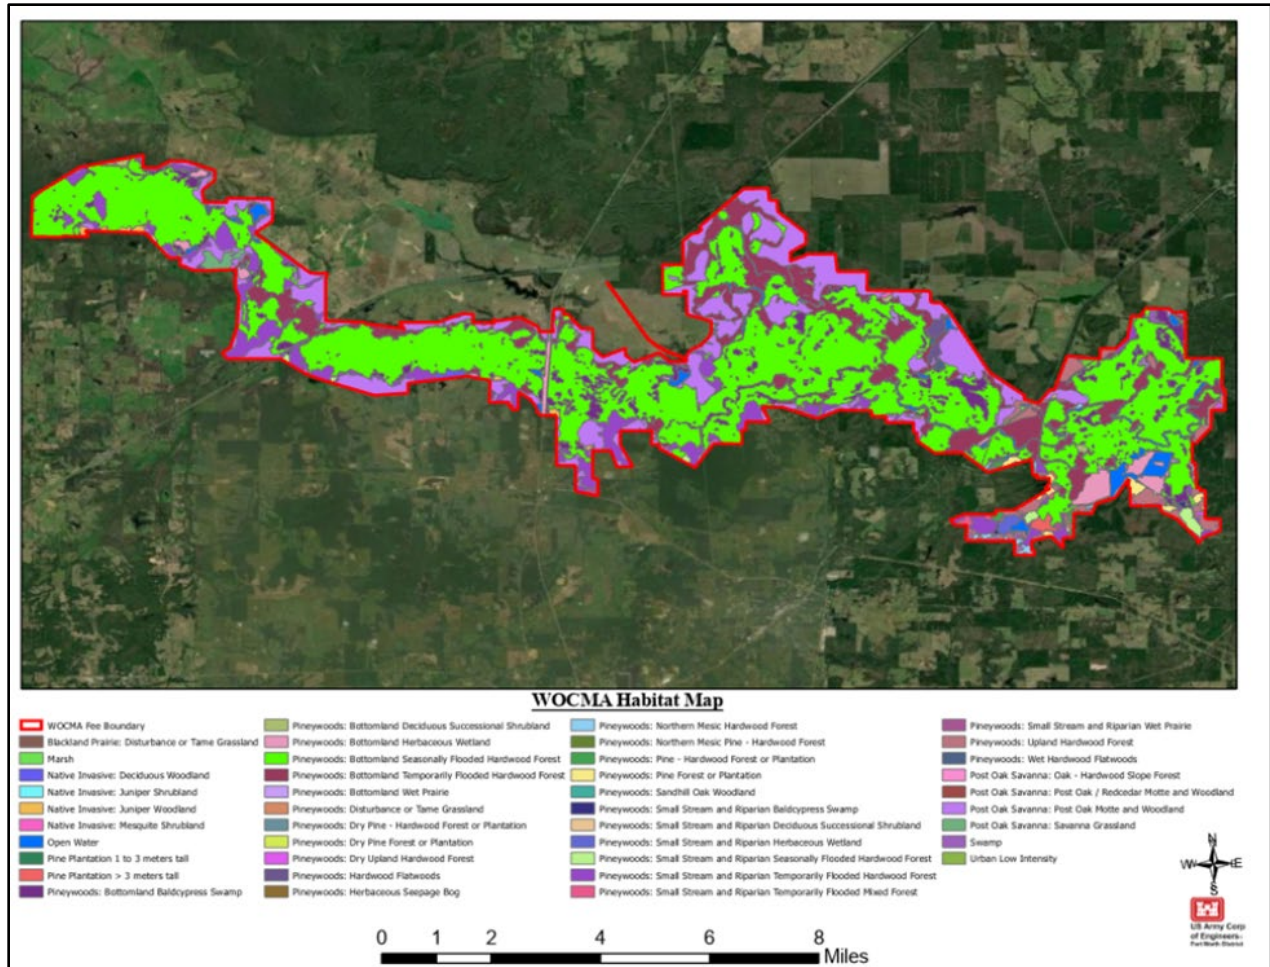 WOCMA Habitat Map
WOCMA Fee Boundary
Blackland Prairie: Disturbance or Tame Grassland
Marsh
Native Invasive: Deciduous Woodland
Native Invasive: Juniper Shrubland
Native Invasive: Juniper Woodland
Native Invasive: Mesquite Shrubland
Open Water
Pine Plantation 1 to 3 meters tall
Pine Plantation > 3 meters tall
Pineywoods: Bottomland Baldcypress Swamp
Pineywoods: Bottomland Deciduous Successional Shrubland
Pineywoods: Bottomland Herbaceous Wetland
Pineywoods: Bottomland Seasonally Flooded Hardwood Forest
Pineywoods: Bottomland Temporarily Flooded Hardwood Forest
Pineywoods: Bottomland Wet Prairie
Pineywoods: Disturbance or Tame Grassland
Pineywoods: Dry Pine - Hardwood Forest or Plantation
Pineywoods: Dry Pine Forest or Plantation
Pineywoods: Dry Upland Hardwood Forest
Pineywoods: Hardwood Flatwoods
Pineywoods: Herbaceous Seepage Bog
Pineywoods: Northern Mesic Hardwood Forest
Pineywoods: Northern Mesic Pine - Hardwood Forest
Pineywoods: Pine - Hardwood Forest or Plantation
Pineywoods: Pine Forest or Plantation
Pineywoods: Sandhill Oak Woodland
Pineywoods: Small Stream and Riparian Baldcypress Swamp
Pineywoods: Small Stream and Riparian Deciduous Successional Shrubland
Pineywoods: Small Stream and Riparian Herbaceous Wetland
Pineywoods: Small Stream and Riparian Seasonally Flooded Hardwood Forest
Pineywoods: Small Stream and Riparian Temporarily Flooded Hardwood Forest
Pineywoods: Small Stream and Riparian Temporarily Flooded Mixed Forest
Pineywoods: Small Stream and Riparian Wet Prairie
Pineywoods: Upland Hardwood Forest
Pineywoods: Wet Hardwood Flatwoods
Post Oak Savanna: Oak - Hardwood Slope Forest
Post Oak Savanna: Post Oak / Redcedar Motte and Woodland
Post Oak Savanna: Post Oak Motte and Woodland
Post Oak Savanna: Savanna Grassland
Swamp
Urban Low Intensity
N
W E
S
US Army Corp
of Engineers®
Fort Worth District
0 1 2 4 6 8
Miles